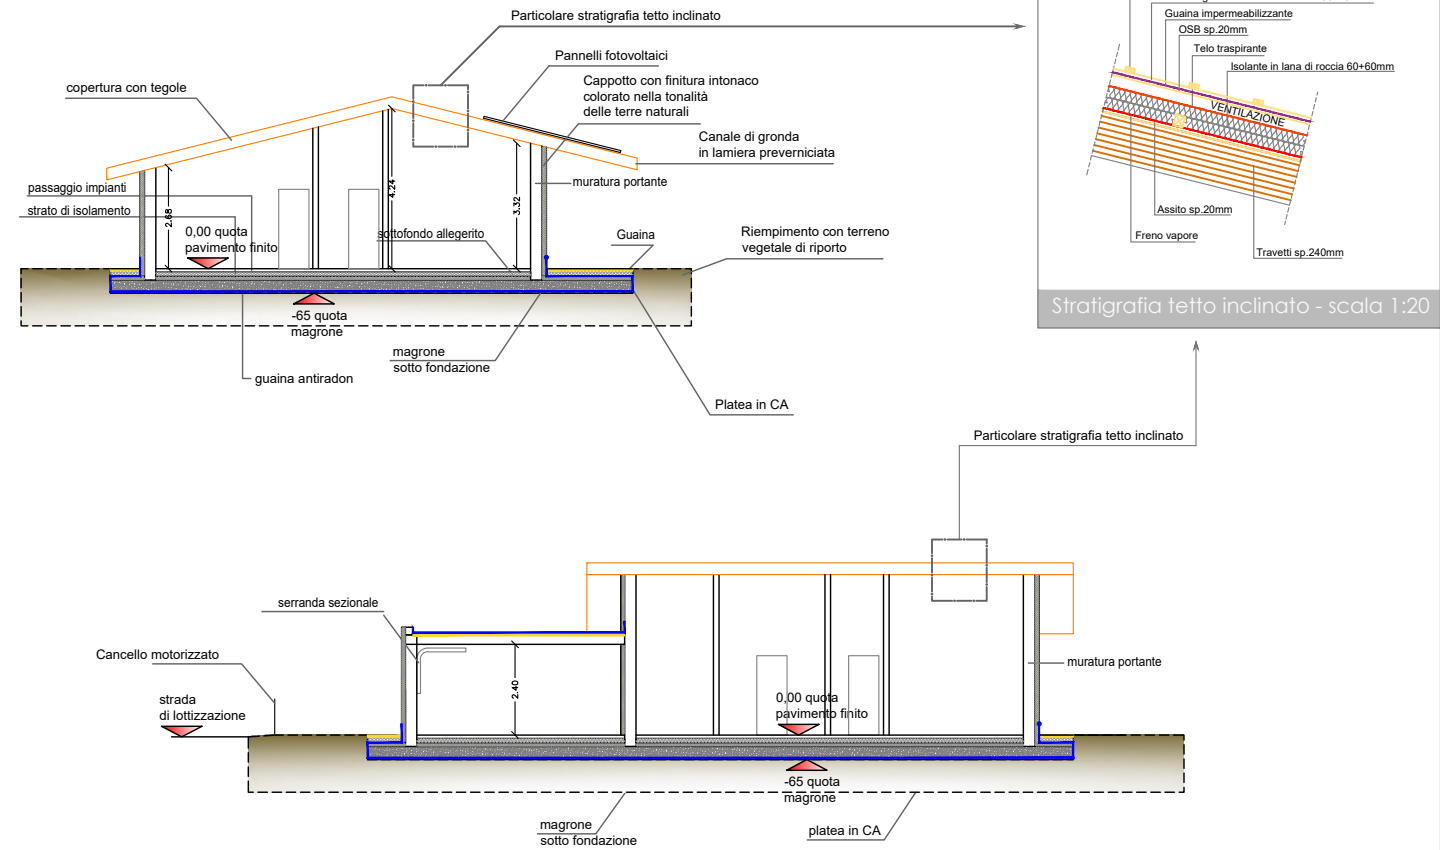 Particolare stratigrafia tetto inclinato
Pannelli fotovoltaici
Cappotto con finitura intonaco
colorato nella tonalità
delle terre naturali
copertura con tegole
Canale di gronda
in lamiera preverniciata
muratura portante
passaggio impianti
strato di isolamento
0,00 quota
pavimento finito
sottofondo allegerito
Guaina
Riempimento con terreno
vegetale di riporto
2.68
4.24
3.32
-65 quota
magrone
magrone
sotto fondazione
guaina antiradon
Platea in CA
Guaina impermeabilizzante
OSB sp.20mm
Telo traspirante
Isolante in lana di roccia 60+60mm
VENTILAZIONE
Assito sp.20mm
Freno vapore
Travetti sp.240mm
Stratigrafia tetto inclinato - scala 1:20
Particolare stratigrafia tetto inclinato
serranda sezionale
Cancello motorizzato
strada
di lottizzazione
2.40
0,00 quota
pavimento finito
muratura portante
-65 quota
magrone
magrone
sotto fondazione
platea in CA